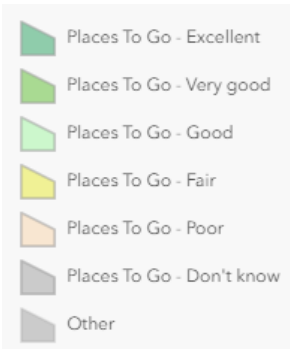 Places To Go - Excellent
Places To Go - Very good
Places To Go - Good
Places To Go - Fair
Places To Go - Poor
Places To Go - Don't know
Other